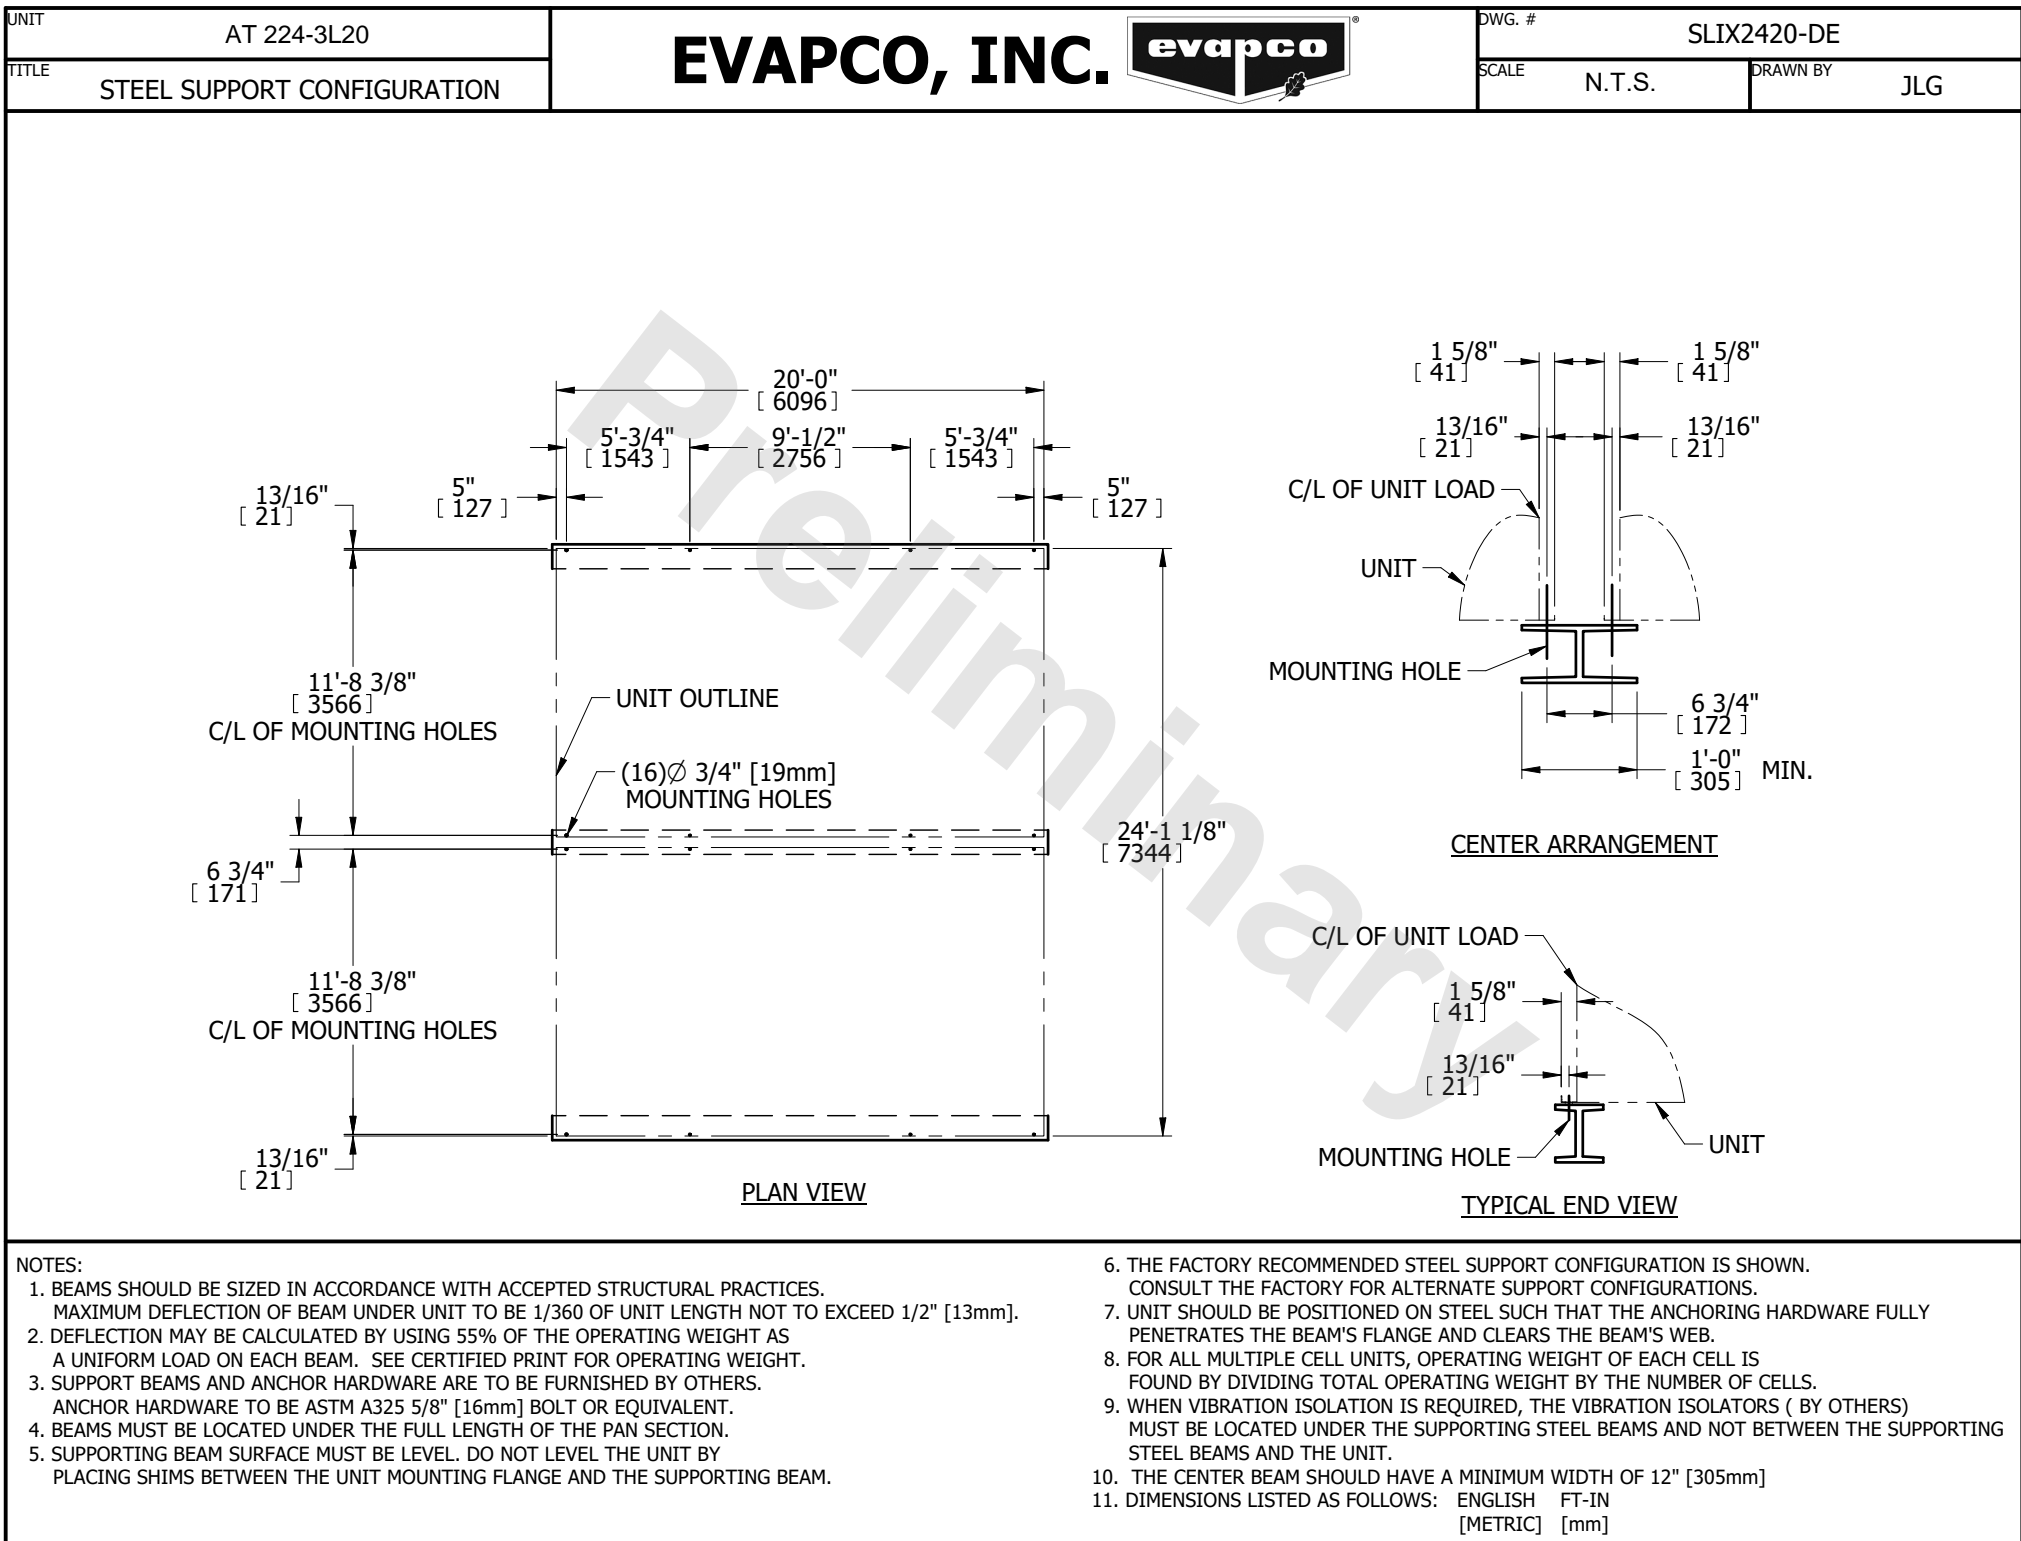 UNIT
AT 224-3L20
TITLE
STEEL SUPPORT CONFIGURATION
EVAPCO, INC.
evapco
®
DWG. #
SLIX2420-DE
SCALE
N.T.S.
DRAWN BY
JLG
Preliminary
20'-0"
[ 6096 ]
5'-3/4"
[ 1543 ]
9'-1/2"
[ 2756 ]
5'-3/4"
[ 1543 ]
5"
[ 127 ]
5"
[ 127 ]
13/16"
[ 21 ]
11'-8 3/8"
[ 3566 ]
C/L OF MOUNTING HOLES
UNIT OUTLINE
(16)Ø 3/4" [19mm]
MOUNTING HOLES
6 3/4"
[ 171 ]
24'-1 1/8"
[ 7344 ]
11'-8 3/8"
[ 3566 ]
C/L OF MOUNTING HOLES
13/16"
[ 21 ]
PLAN VIEW
1 5/8"
[ 41 ]
1 5/8"
[ 41 ]
13/16"
[ 21 ]
13/16"
[ 21 ]
C/L OF UNIT LOAD
UNIT
MOUNTING HOLE
6 3/4"
[ 172 ]
1'-0"
[ 305 ] MIN.
CENTER ARRANGEMENT
C/L OF UNIT LOAD
1 5/8"
[ 41 ]
13/16"
[ 21 ]
MOUNTING HOLE
UNIT
TYPICAL END VIEW
NOTES:
1. BEAMS SHOULD BE SIZED IN ACCORDANCE WITH ACCEPTED STRUCTURAL PRACTICES.
MAXIMUM DEFLECTION OF BEAM UNDER UNIT TO BE 1/360 OF UNIT LENGTH NOT TO EXCEED 1/2" [13mm].
2. DEFLECTION MAY BE CALCULATED BY USING 55% OF THE OPERATING WEIGHT AS
A UNIFORM LOAD ON EACH BEAM. SEE CERTIFIED PRINT FOR OPERATING WEIGHT.
3. SUPPORT BEAMS AND ANCHOR HARDWARE ARE TO BE FURNISHED BY OTHERS.
ANCHOR HARDWARE TO BE ASTM A325 5/8" [16mm] BOLT OR EQUIVALENT.
4. BEAMS MUST BE LOCATED UNDER THE FULL LENGTH OF THE PAN SECTION.
5. SUPPORTING BEAM SURFACE MUST BE LEVEL. DO NOT LEVEL THE UNIT BY
PLACING SHIMS BETWEEN THE UNIT MOUNTING FLANGE AND THE SUPPORTING BEAM.
6. THE FACTORY RECOMMENDED STEEL SUPPORT CONFIGURATION IS SHOWN.
CONSULT THE FACTORY FOR ALTERNATE SUPPORT CONFIGURATIONS.
7. UNIT SHOULD BE POSITIONED ON STEEL SUCH THAT THE ANCHORING HARDWARE FULLY
PENETRATES THE BEAM'S FLANGE AND CLEARS THE BEAM'S WEB.
8. FOR ALL MULTIPLE CELL UNITS, OPERATING WEIGHT OF EACH CELL IS
FOUND BY DIVIDING TOTAL OPERATING WEIGHT BY THE NUMBER OF CELLS.
9. WHEN VIBRATION ISOLATION IS REQUIRED, THE VIBRATION ISOLATORS ( BY OTHERS)
MUST BE LOCATED UNDER THE SUPPORTING STEEL BEAMS AND NOT BETWEEN THE SUPPORTING
STEEL BEAMS AND THE UNIT.
10. THE CENTER BEAM SHOULD HAVE A MINIMUM WIDTH OF 12" [305mm]
11. DIMENSIONS LISTED AS FOLLOWS: ENGLISH FT-IN
[METRIC] [mm]